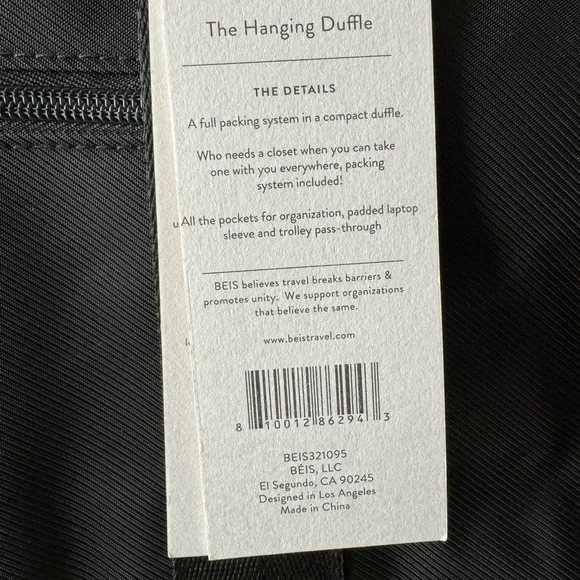 The Hanging Duffle
THE DETAILS
A full packing system in a compact duffle.
Who needs a closet when you can take
one with you everywhere, packing
system included!
All the pockets for organization, padded laptop
sleeve and trolley pass-through
BEIS believes travel breaks barriers &
promotes unity. We support organizations
that believe the same.
www.beistravel.com
8 10012 86294 3
BEIS321095
BÉIS, LLC
El Segundo, CA 90245
Designed in Los Angeles
Made in China